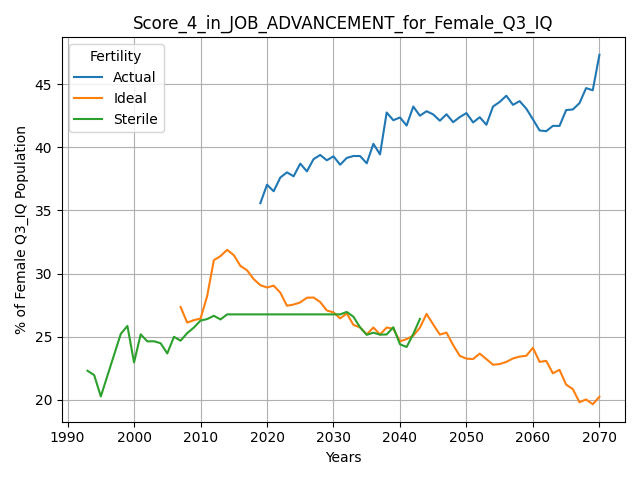 Score_4_in_JOB_ADVANCEMENT_for_Female_Q3_IQ
Fertility
Actual
Ideal
Sterile
% of Female Q3_IQ Population
45
40
35
30
25
20
1990 2000 2010 2020 2030 2040 2050 2060 2070
Years